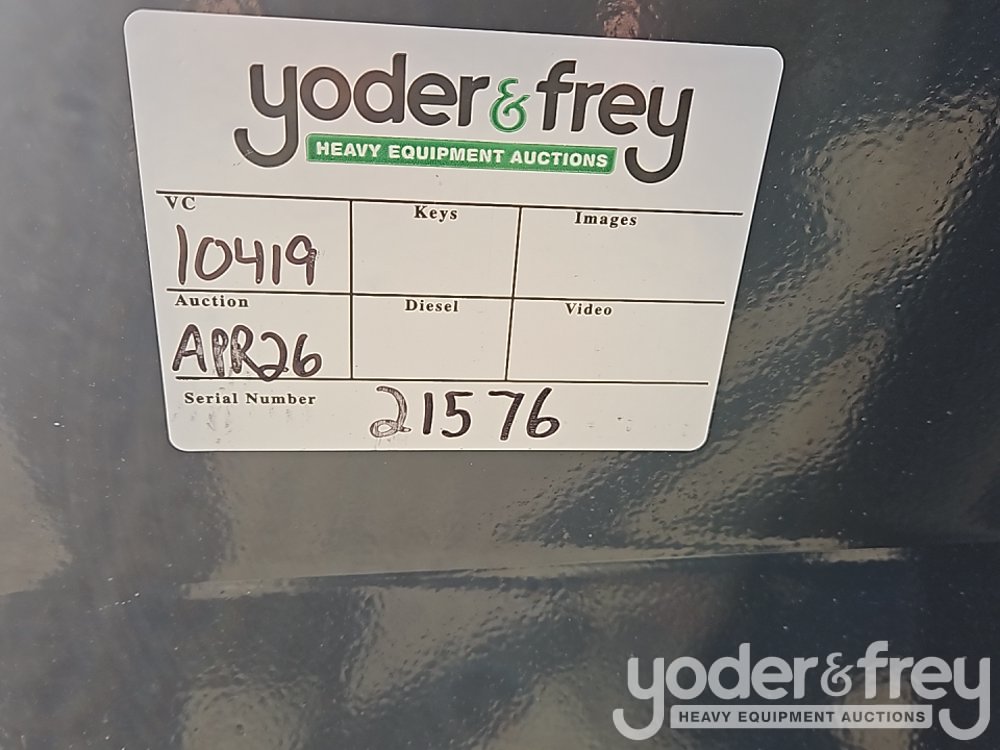 yoder & frey
HEAVY EQUIPMENT AUCTIONS
VC
Keys
Images
10419
Auction
Diesel
Video
APR26
Serial Number
21576
yoder & frey
HEAVY EQUIPMENT AUCTIONS